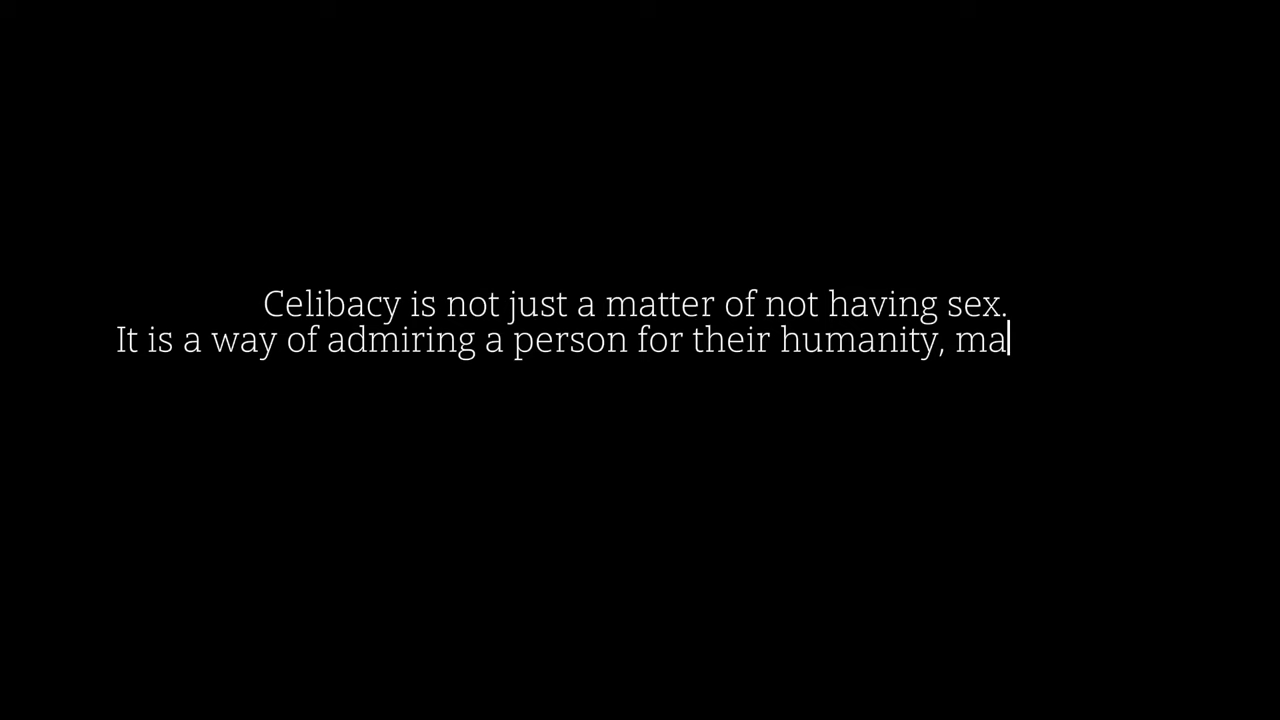 Celibacy is not just a matter of not having sex.
It is a way of admiring a person for their humanity, ma